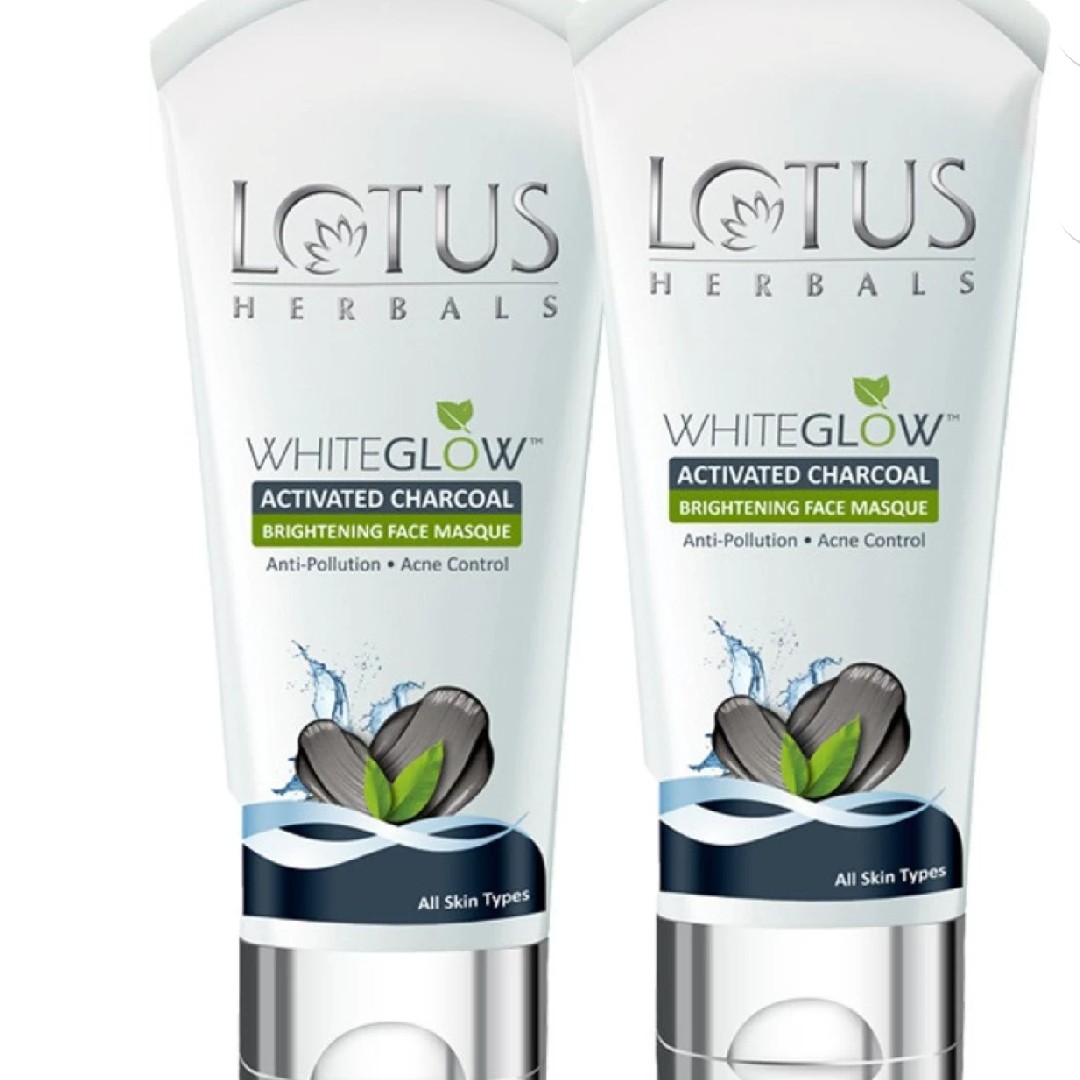 LOTUS
HERBALS
WHITEGLOW™
ACTIVATED CHARCOAL
BRIGHTENING FACE MASQUE
Anti-Pollution • Acne Control
All Skin Types
LOTUS
HERBALS
WHITEGLOW™
ACTIVATED CHARCOAL
BRIGHTENING FACE MASQUE
Anti-Pollution • Acne Control
All Skin Types